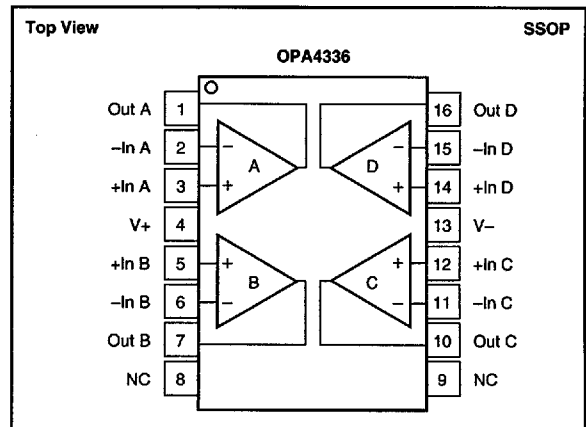 Top View SSOP
OPA4336
Out A 1 16 Out D
–In A 2 – – 15 –In D
A D
+In A 3 + + 14 +In D
V+ 4 13 V–
+In B 5 + + 12 +In C
B C
–In B 6 – – 11 –In C
Out B 7 10 Out C
NC 8 9 NC